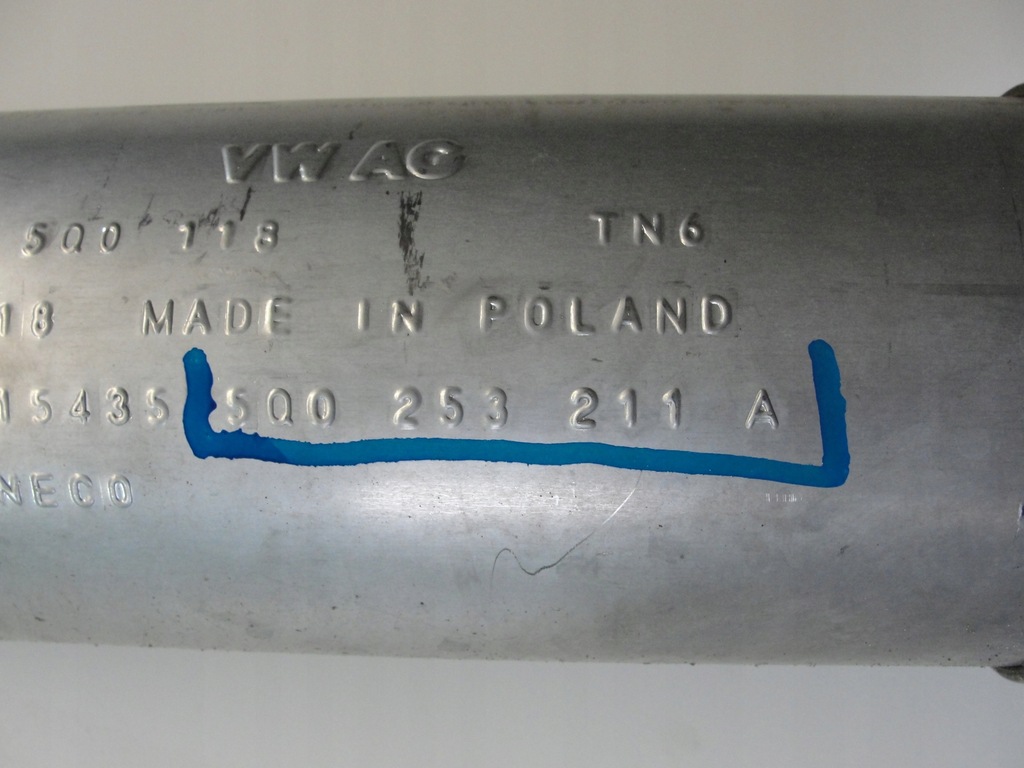 VW AG
5Q0 118 TN6
18 MADE IN POLAND
15435 5Q0 253 211 A
NECO